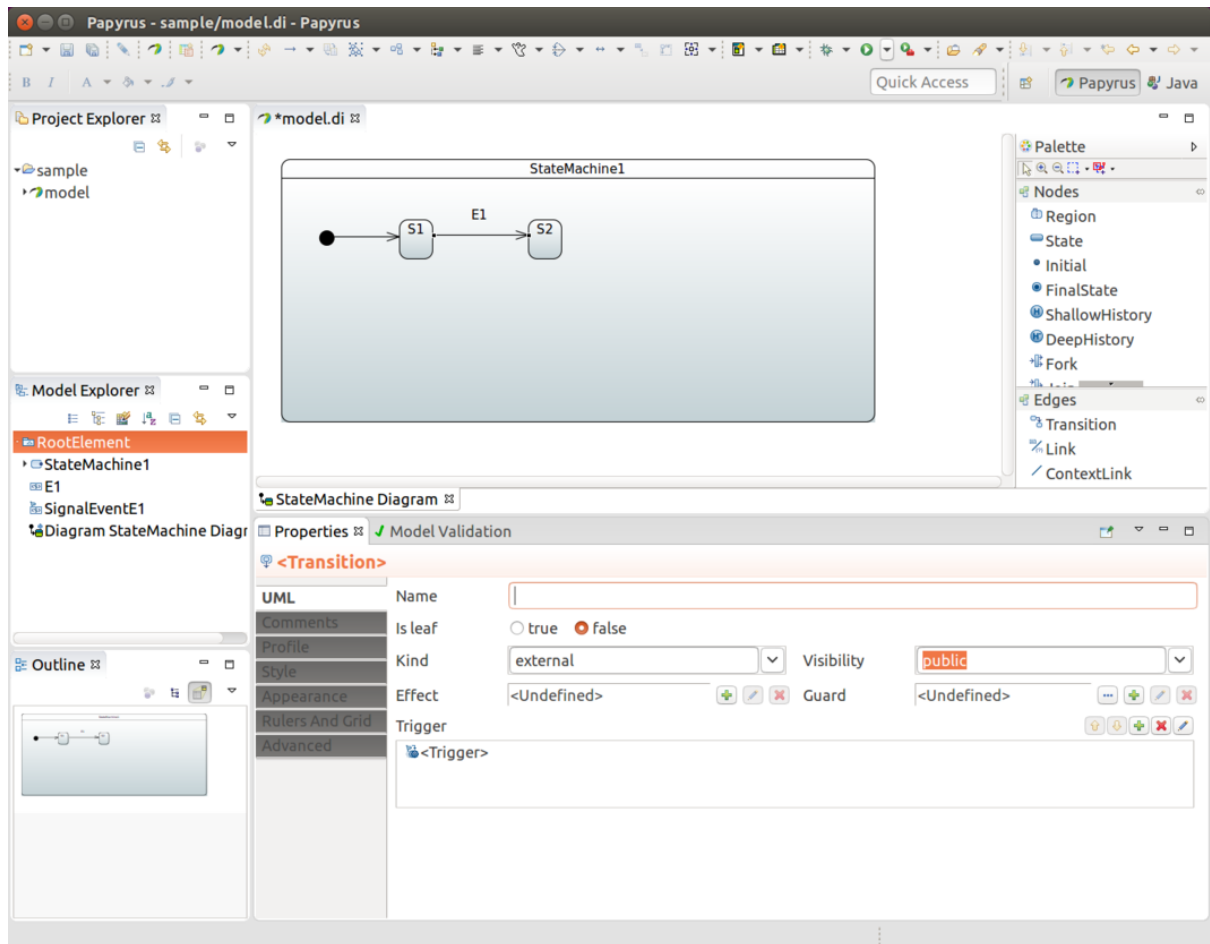 Papyrus - sample/model.di - Papyrus
B I A
Quick Access
Papyrus
Java
Project Explorer
sample
model
*model.di
StateMachine1
E1
S1
S2
Palette
Nodes
Region
State
Initial
FinalState
ShallowHistory
DeepHistory
Fork
Edges
Transition
Link
ContextLink
StateMachine Diagram
Model Explorer
RootElement
StateMachine1
E1
SignalEventE1
Diagram StateMachine Diagr
Outline
Properties
Model Validation
<Transition>
UML
Comments
Profile
Style
Appearance
Rulers And Grid
Advanced
Name
Is leaf true false
Kind external Visibility public
Effect <Undefined> Guard <Undefined>
Trigger
<Trigger>